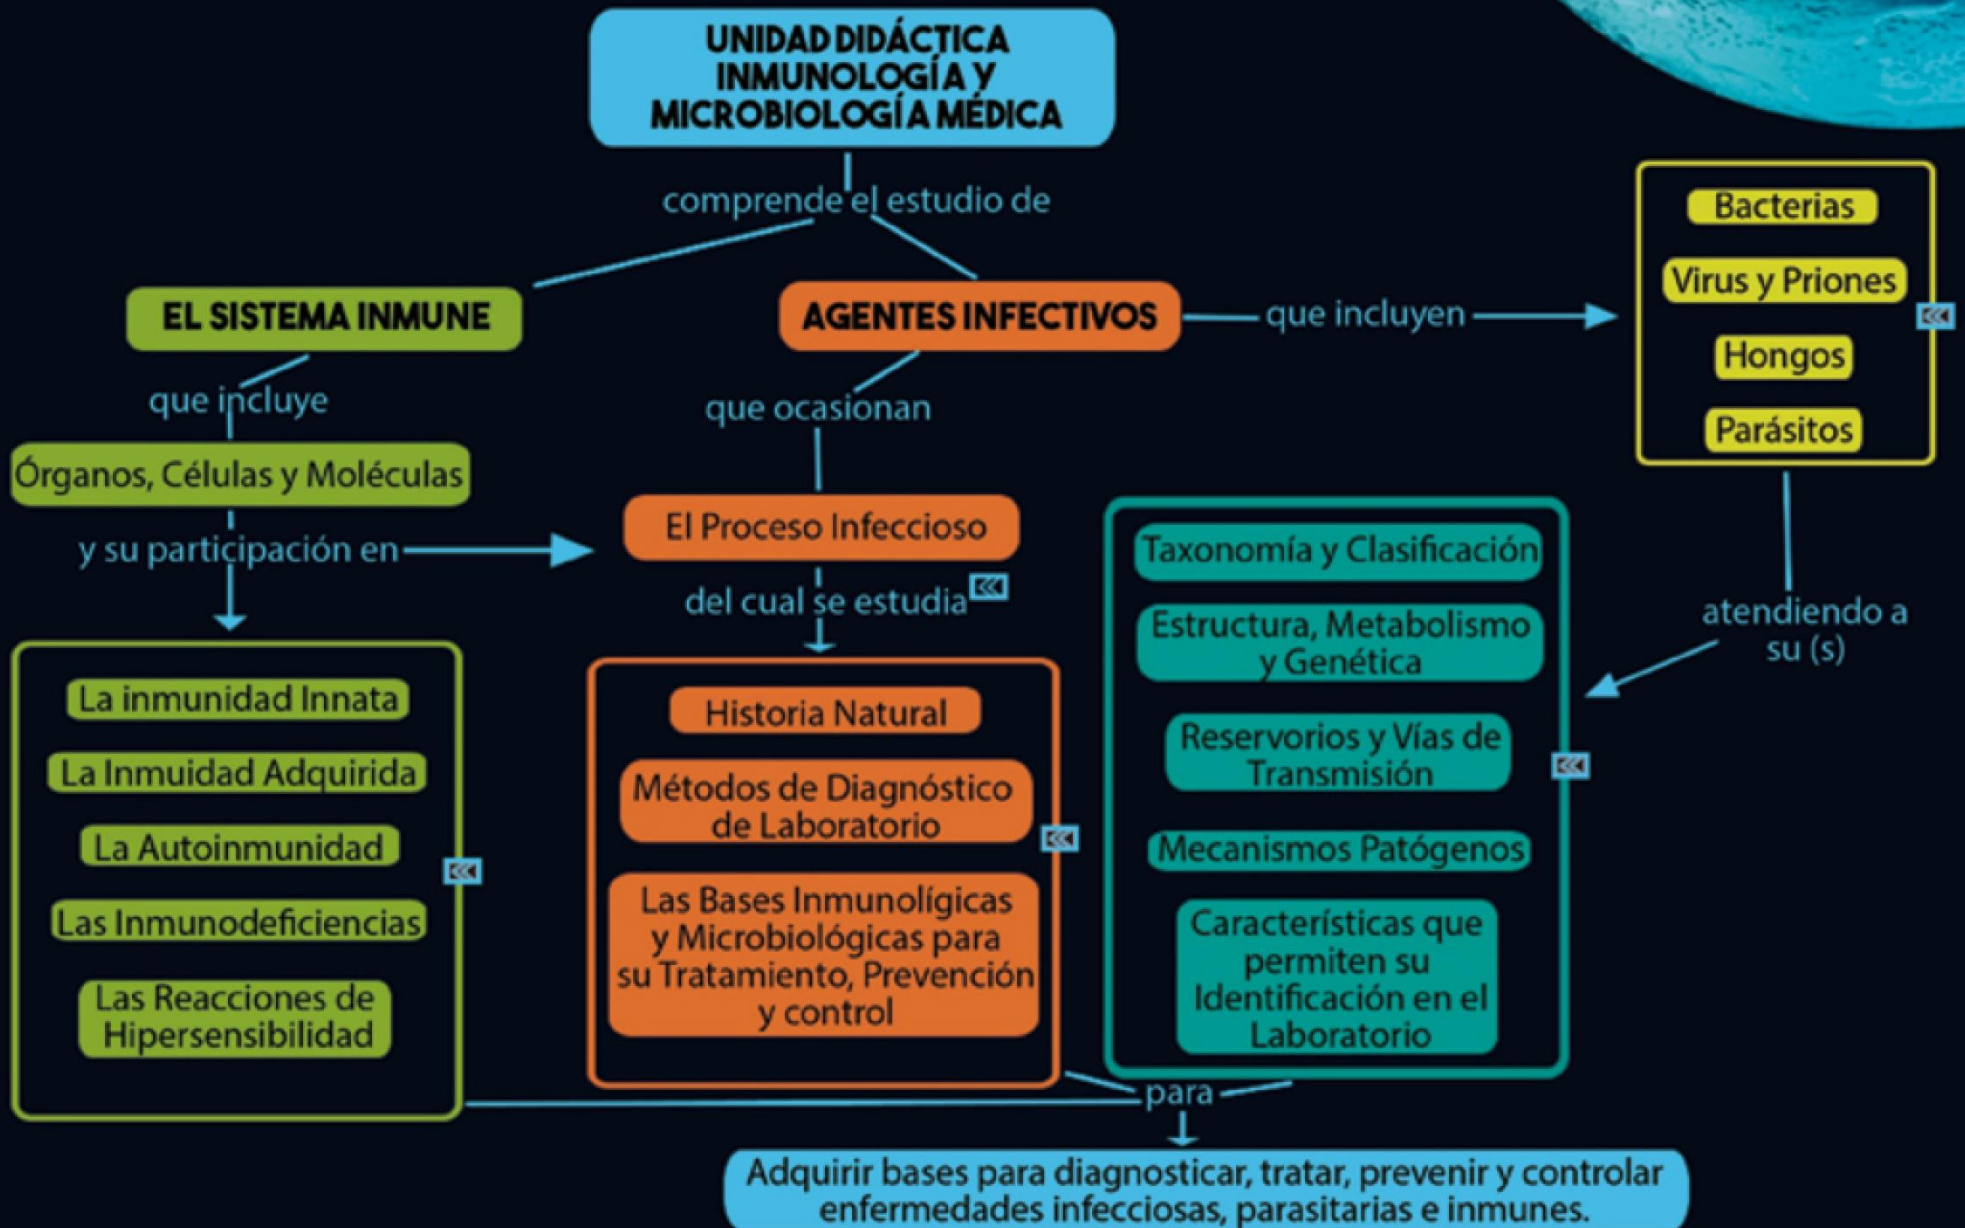 UNIDAD DIDÁCTICA
INMUNOLOGÍA Y
MICROBIOLOGÍA MÉDICA
comprende el estudio de
EL SISTEMA INMUNE
AGENTES INFECTIVOS
que incluyen
Bacterias
Virus y Priones
Hongos
Parásitos
que incluye
que ocasionan
Órganos, Células y Moléculas
El Proceso Infeccioso
y su participación en
del cual se estudia
atendiendo a
su (s)
La inmunidad Innata
La Inmuidad Adquirida
La Autoinmunidad
Las Inmunodeficiencias
Las Reacciones de
Hipersensibilidad
Historia Natural
Métodos de Diagnóstico
de Laboratorio
Las Bases Inmunolígicas
y Microbiológicas para
su Tratamiento, Prevención
y control
Taxonomía y Clasificación
Estructura, Metabolismo
y Genética
Reservorios y Vías de
Transmisión
Mecanismos Patógenos
Características que
permiten su
Identificación en el
Laboratorio
para
Adquirir bases para diagnosticar, tratar, prevenir y controlar
enfermedades infecciosas, parasitarias e inmunes.